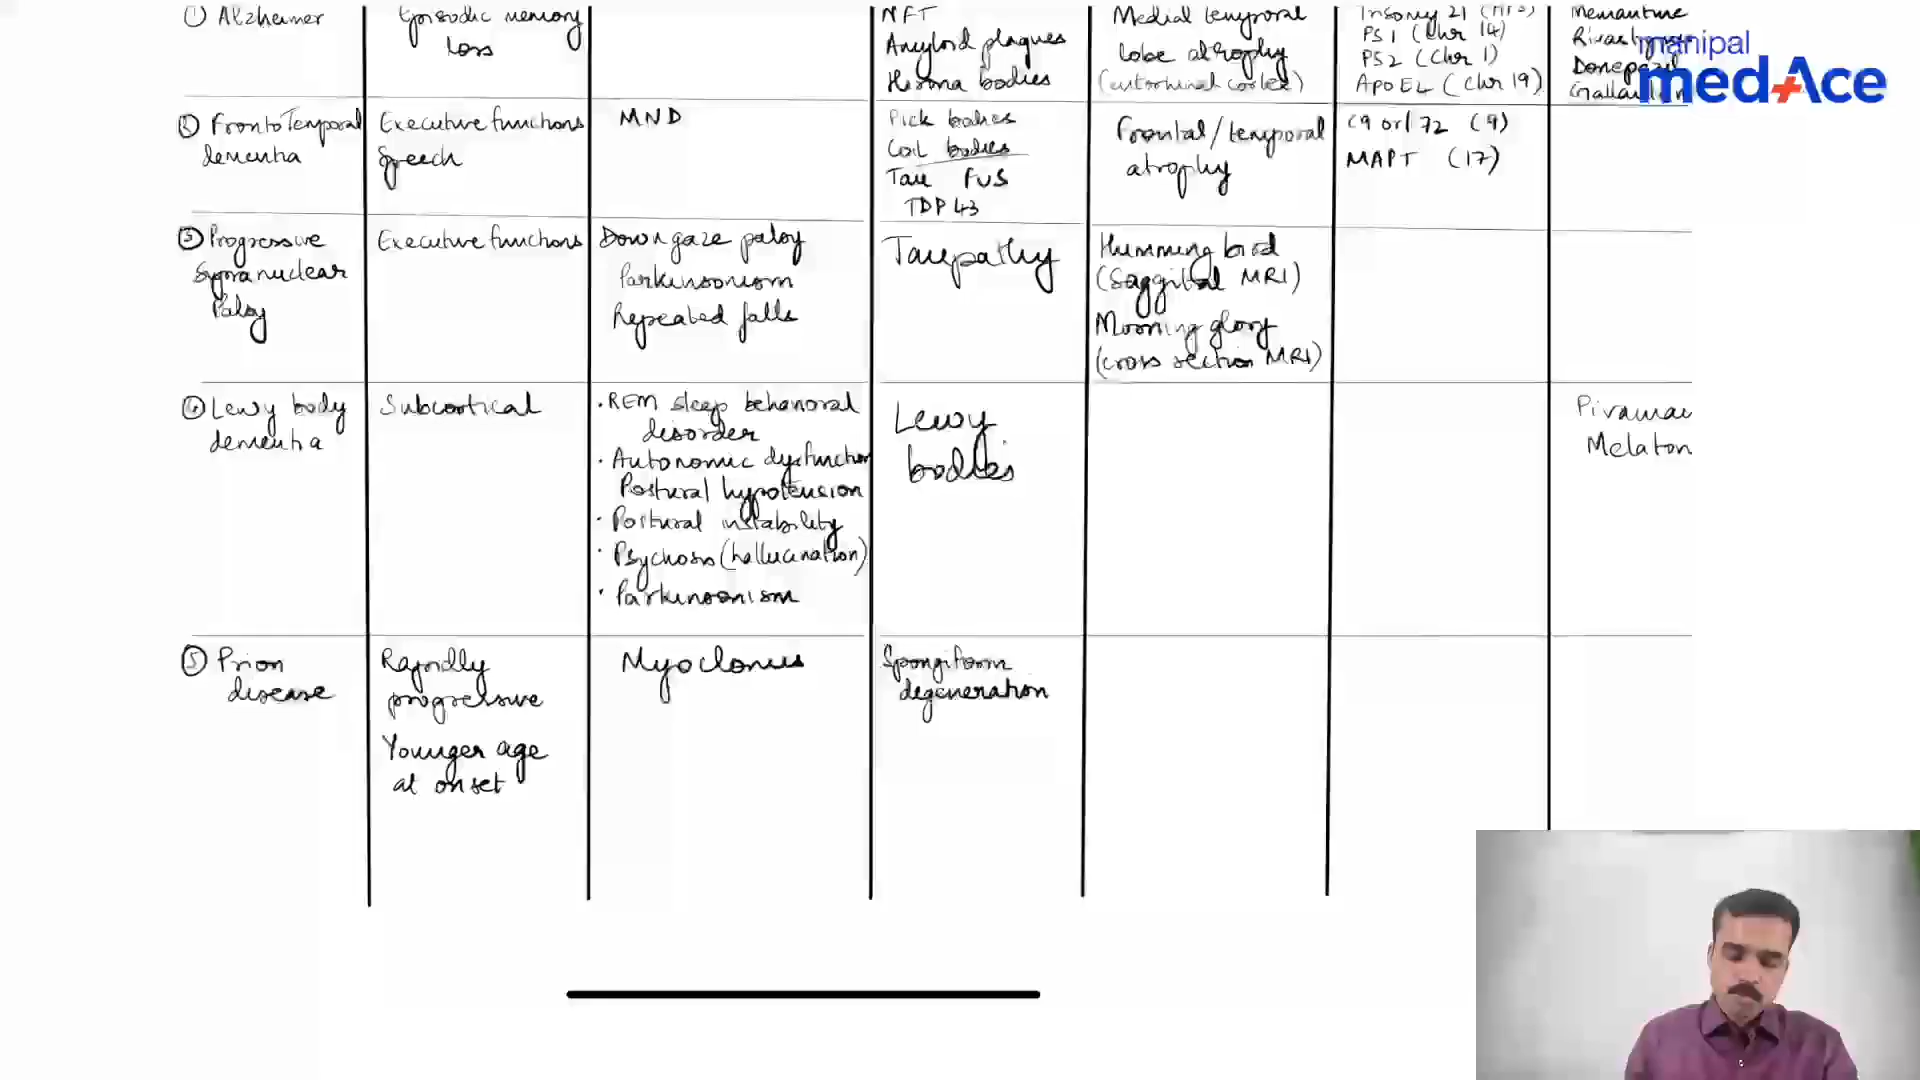 ① Alzheimer
Episodic memory
loss
NFT
Amyloid plaques
Hirona bodies
Medial temporal
lobe atrophy
(entorhinal cortex)
Trisomy 21
PS1 (Chr 14)
PS2 (Chr 1)
ApoE4 (Chr 19)
Memantine
manipal
medAce
② FrontoTemporal
dementia
Executive functions
Speech
MND
Pick bodies
Coil bodies
Tau FUS
TDP 43
Frontal/temporal
atrophy
C9 orf 72 (9)
MAPT (17)
③ Progressive
Supranuclear
Palsy
Executive functions
Down gaze palsy
Parkinsonism
Repeated falls
Taupathy
Humming bird
(Saggital MRI)
Morning glory
(cross section MRI)
④ Lewy body
dementia
Subcortical
· REM sleep behavioral
disorder
· Autonomic dysfunction
Postural hypotension
· Postural instability
· Psychosis (hallucination)
· Parkinsonism
Lewy
bodies
Melaton
⑤ Prion
disease
Rapidly
progressive
Younger age
at onset
Myoclonus
Spongiform
degeneration